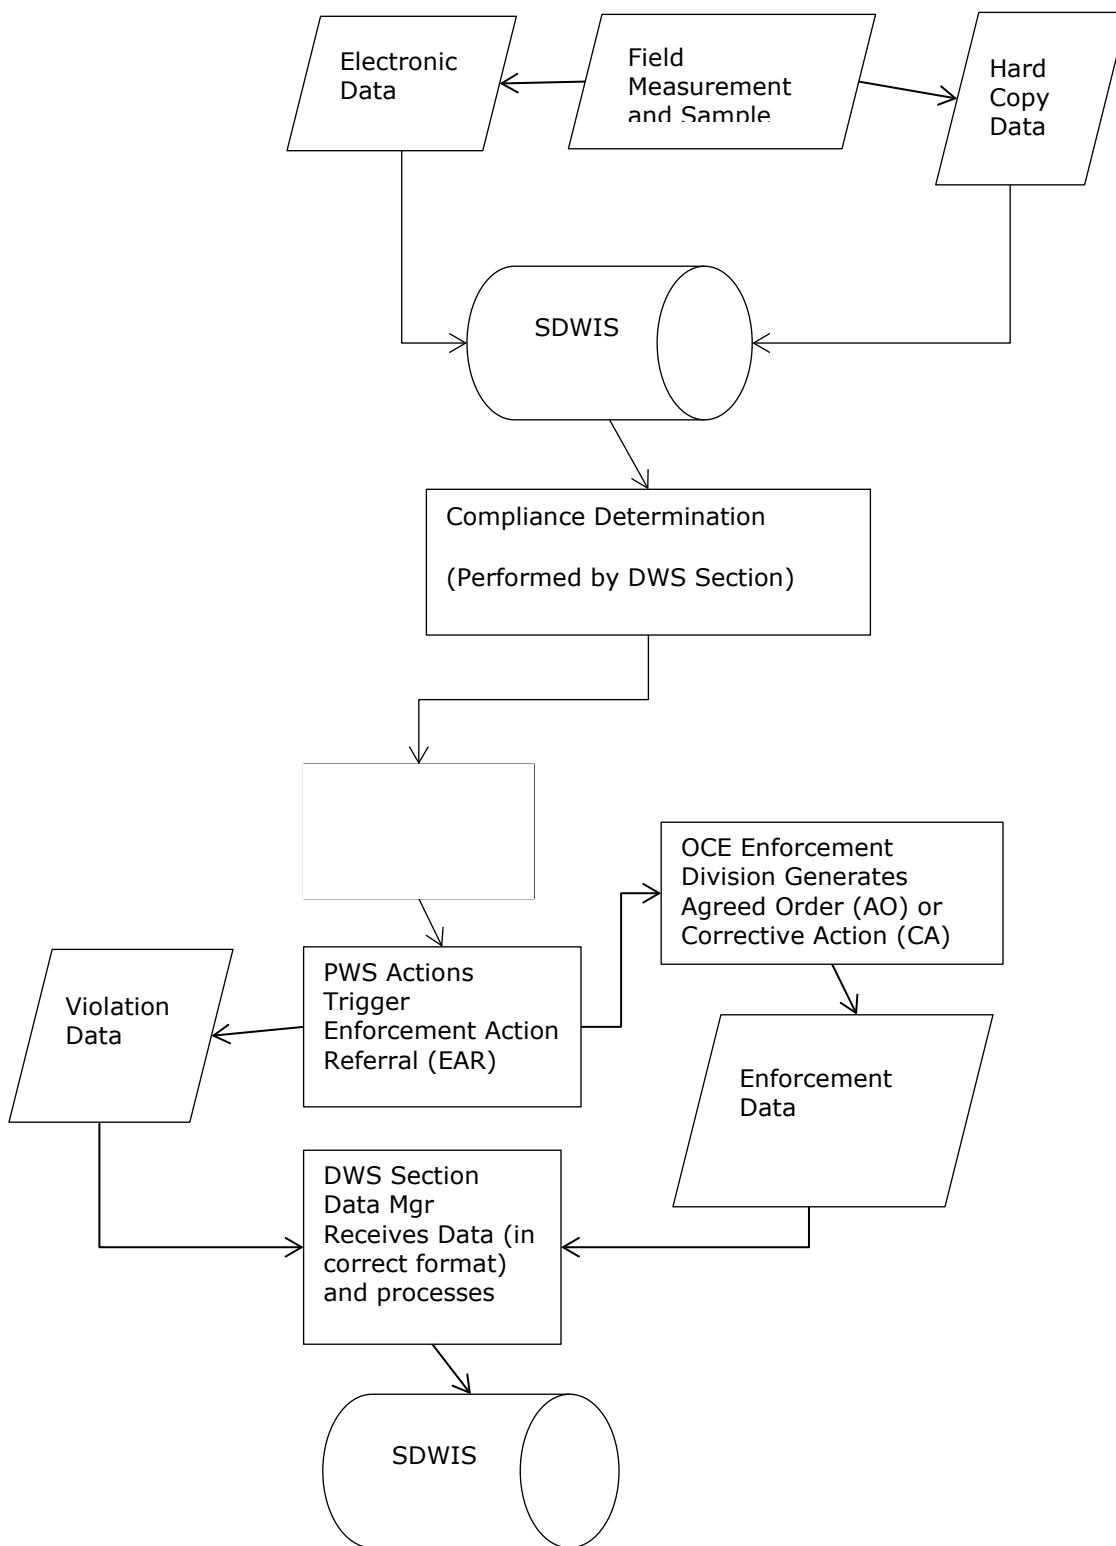 Electronic
Data
Field
Measurement
and Sample
Hard
Copy
Data
SDWIS
Compliance Determination
(Performed by DWS Section)
OCE Enforcement
Division Generates
Agreed Order (AO) or
Corrective Action (CA)
PWS Actions
Trigger
Enforcement Action
Referral (EAR)
Violation
Data
Enforcement
Data
DWS Section
Data Mgr
Receives Data (in
correct format)
and processes
SDWIS